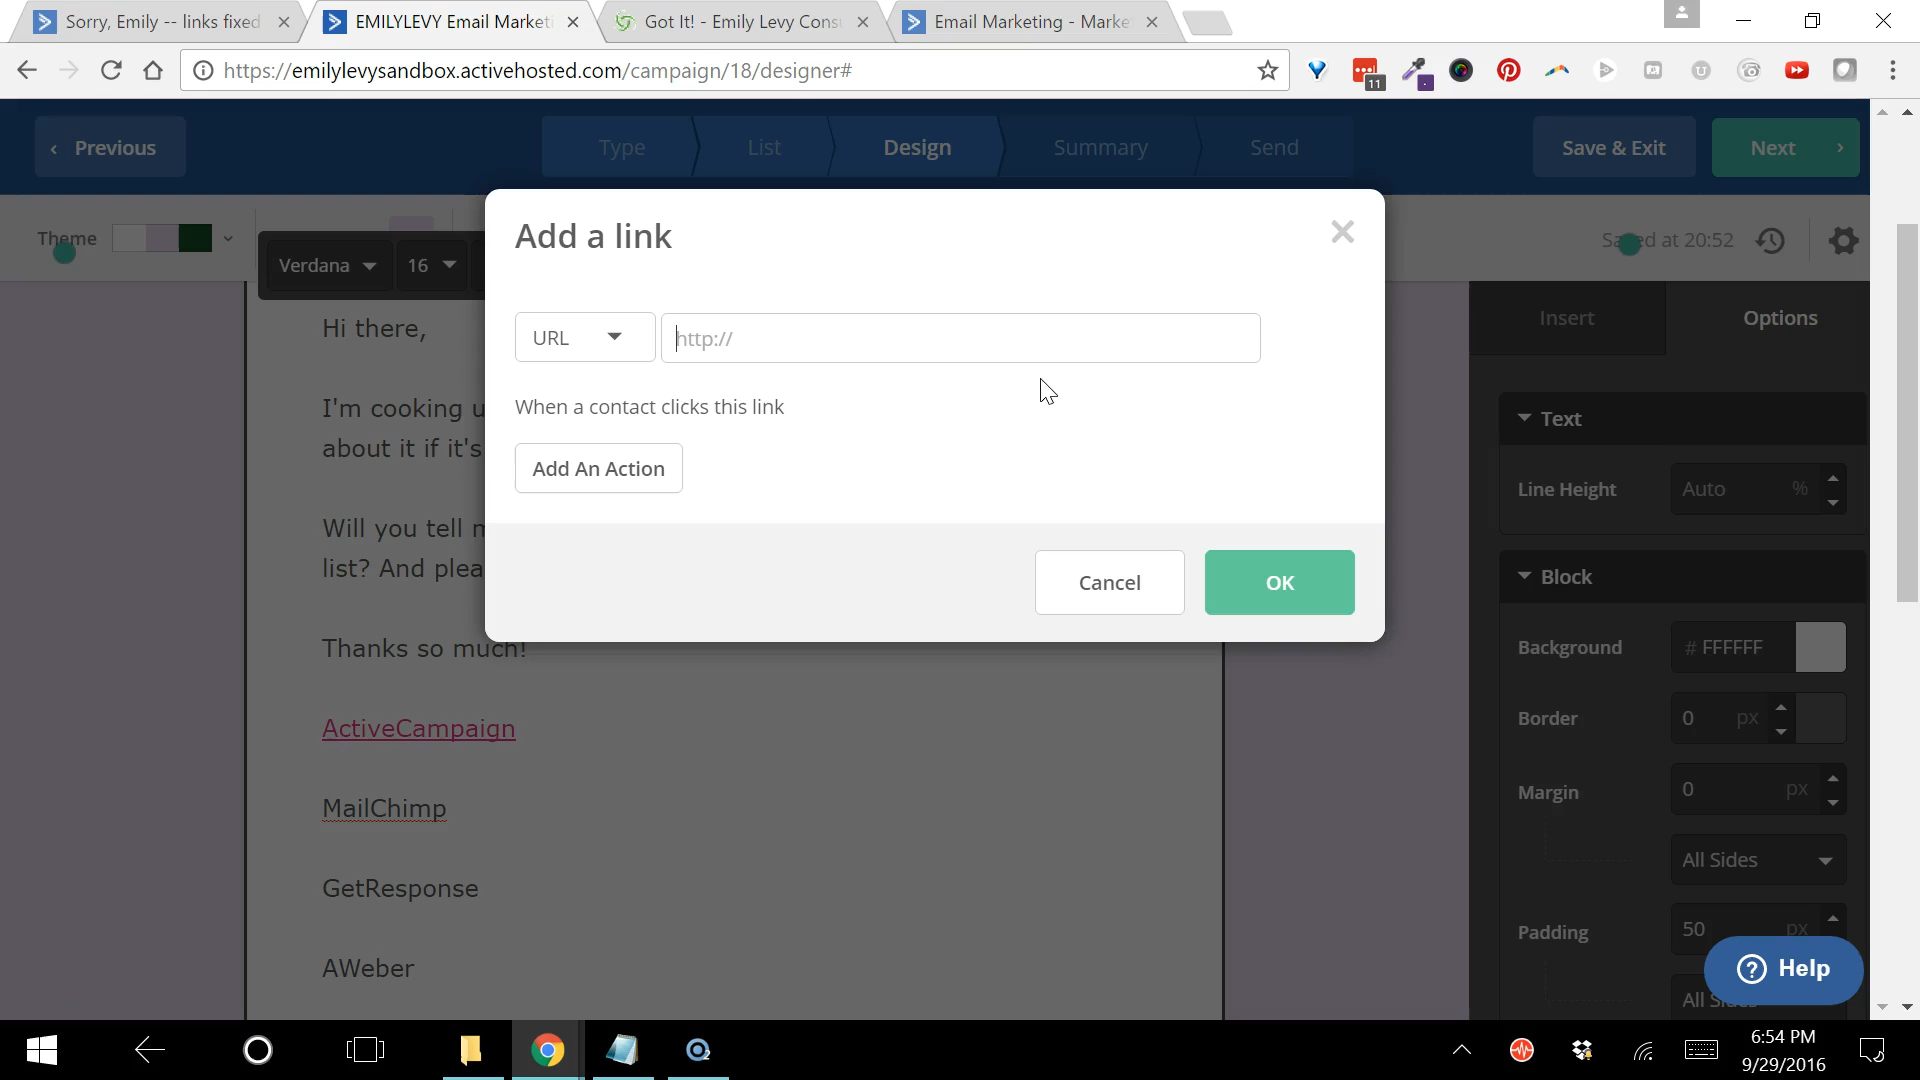 Sorry, Emily -- links fixed
EMILYLEVY Email Marketi
Got It! - Emily Levy Consu
Email Marketing - Marke
https://emilylevysandbox.activehosted.com/campaign/18/designer#
11
Previous
Type
List
Design
Summary
Send
Save & Exit
Next
Theme
Verdana
16
Add a link
at 20:52
URL
http://
When a contact clicks this link
Add An Action
Cancel
OK
Hi there,
I'm cooking u
about it if it's
Will you tell m
list? And plea
Thanks so much!
ActiveCampaign
MailChimp
GetResponse
AWeber
Insert
Options
Text
Line Height
Auto
%
Block
Background
# FFFFFF
Border
0
px
Margin
0
px
All Sides
Padding
50
px
All
Help
6:54 PM
9/29/2016